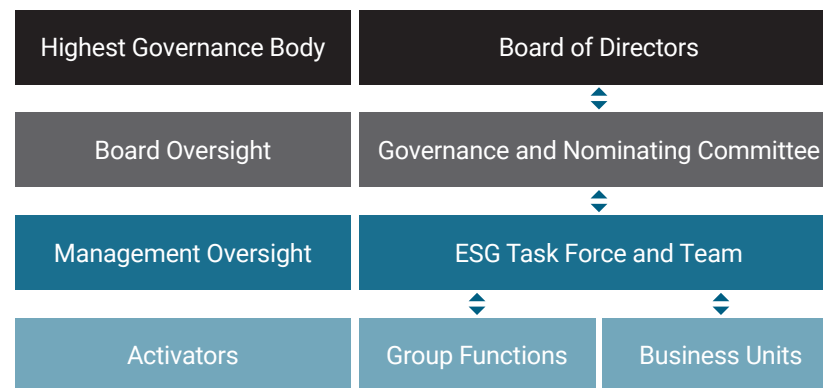 Highest Governance Body
Board of Directors
Board Oversight
Governance and Nominating Committee
Management Oversight
ESG Task Force and Team
Activators
Group Functions
Business Units